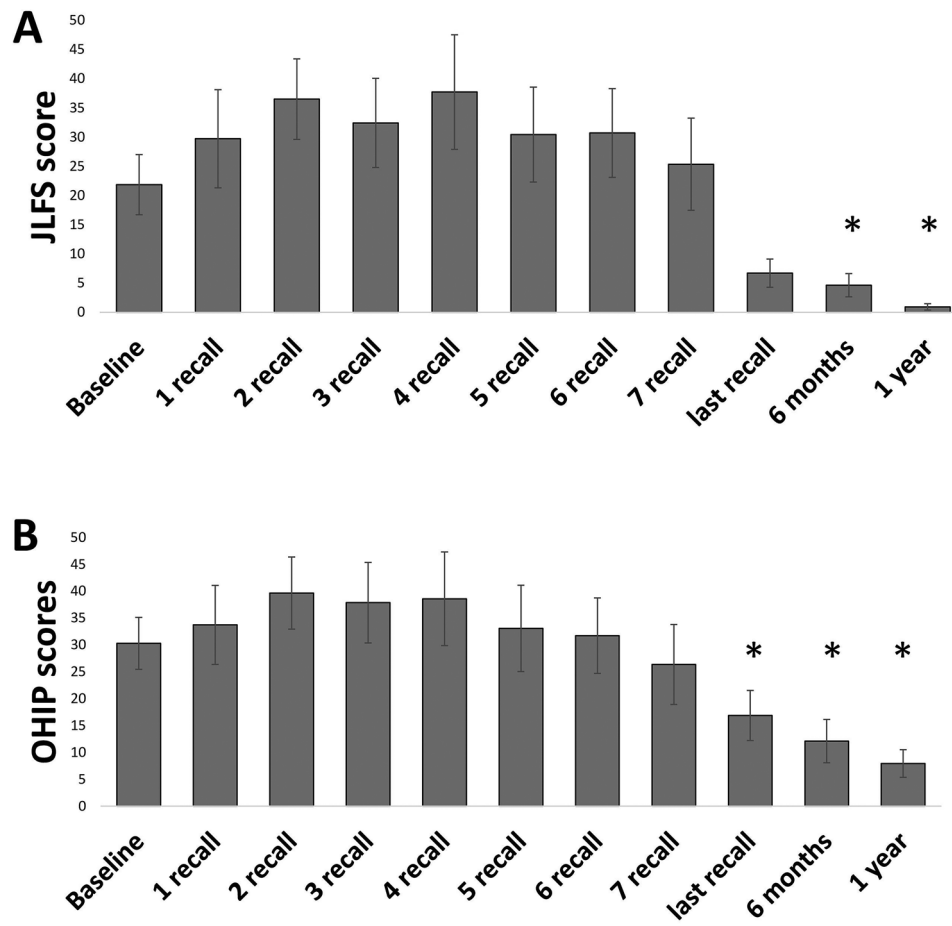 A
JLFS score
50
45
40
35
30
25
20
15
10
5
0
* *
Baseline
1 recall
2 recall
3 recall
4 recall
5 recall
6 recall
7 recall
last recall
6 months
1 year
B
OHIP scores
50
45
40
35
30
25
20
15
10
5
0
* * *
Baseline
1 recall
2 recall
3 recall
4 recall
5 recall
6 recall
7 recall
last recall
6 months
1 year